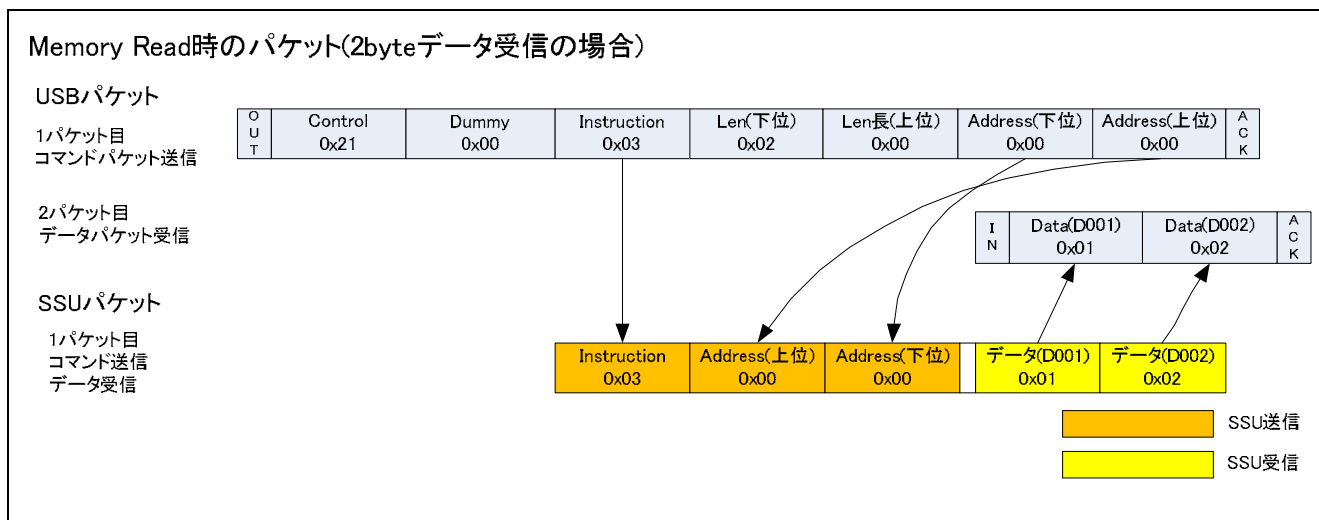 Memory Read時のパケット(2byteデータ受信の場合)
USBパケット
1パケット目
コマンドパケット送信
OUT
Control
0x21
Dummy
0x00
Instruction
0x03
Len(下位)
0x02
Len長(上位)
0x00
Address(下位)
0x00
Address(上位)
0x00
ACK
2パケット目
データパケット受信
IN
Data(D001)
0x01
Data(D002)
0x02
ACK
SSUパケット
1パケット目
コマンド送信
データ受信
Instruction
0x03
Address(上位)
0x00
Address(下位)
0x00
データ(D001)
0x01
データ(D002)
0x02
SSU送信
SSU受信